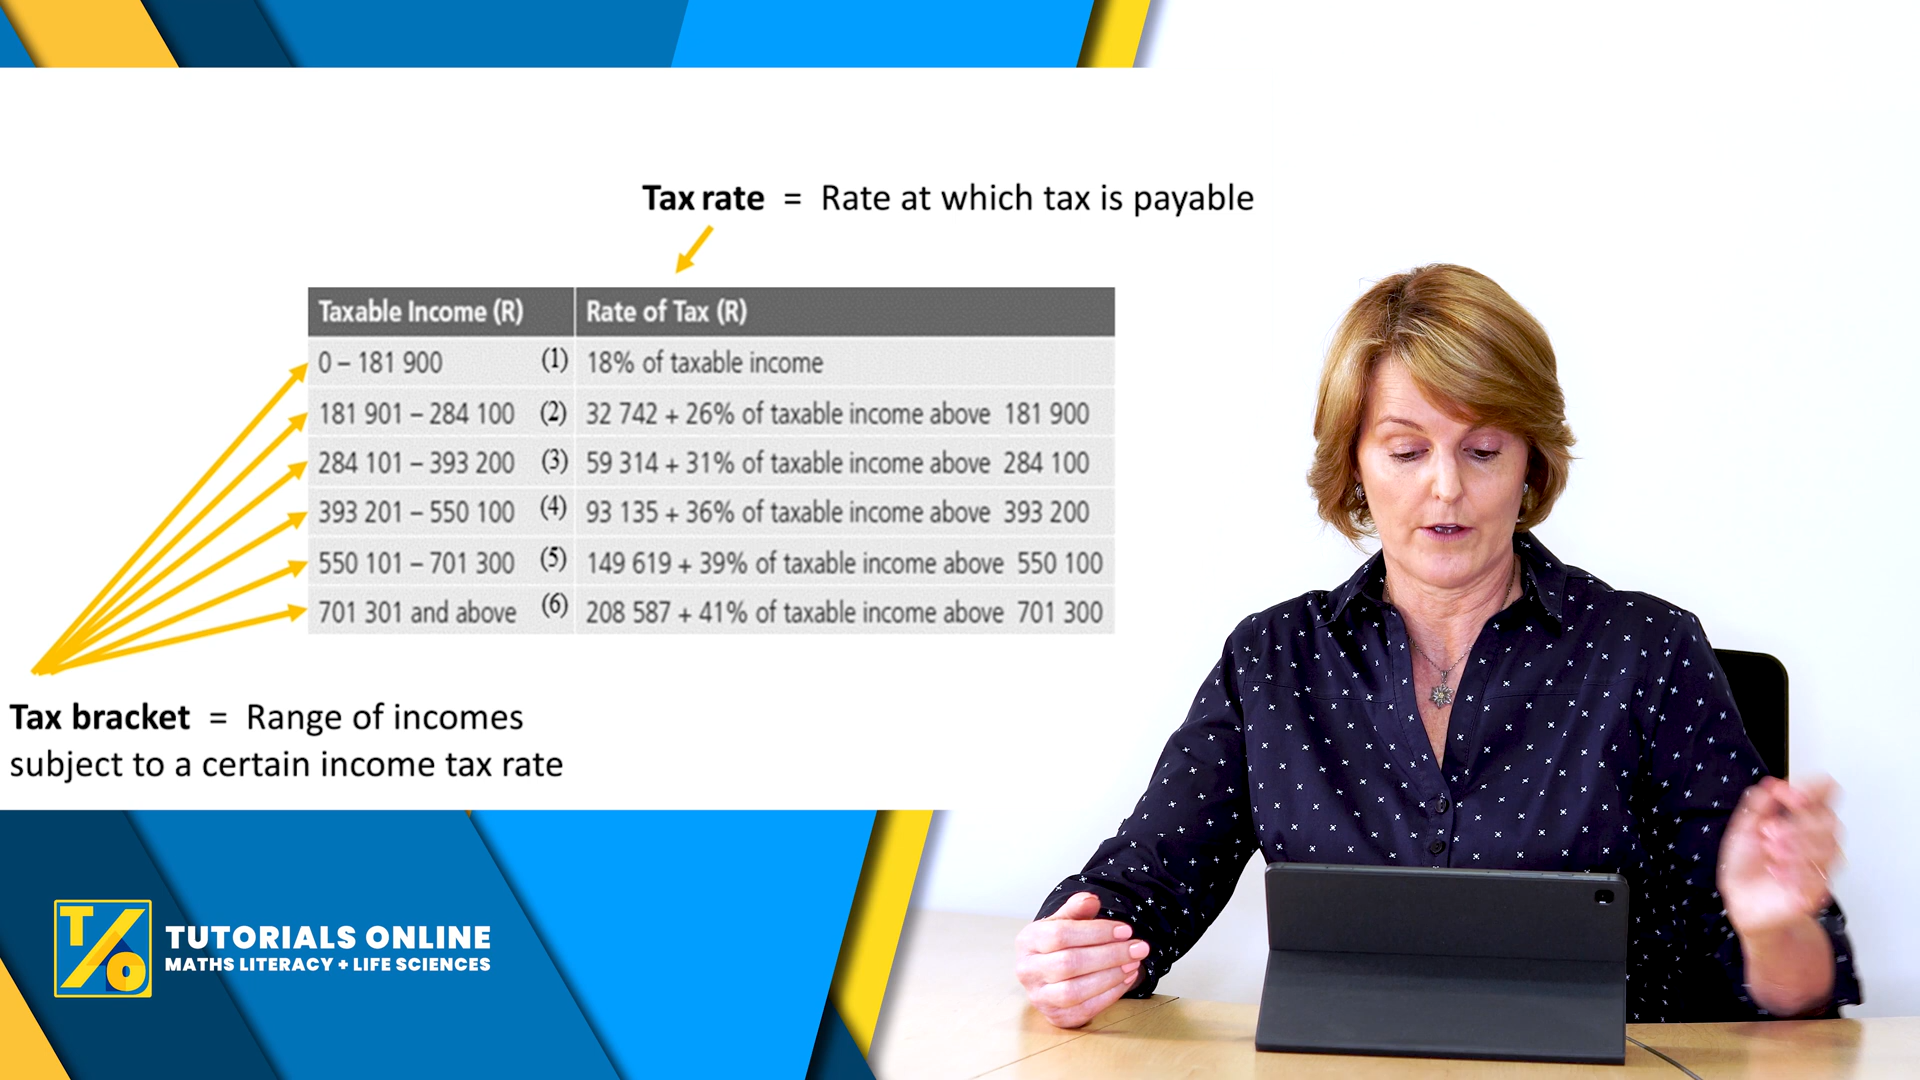 Tax rate = Rate at which tax is payable
Taxable Income (R) Rate of Tax (R)
0 – 181 900 (1) 18% of taxable income
181 901 – 284 100 (2) 32 742 + 26% of taxable income above 181 900
284 101 – 393 200 (3) 59 314 + 31% of taxable income above 284 100
393 201 – 550 100 (4) 93 135 + 36% of taxable income above 393 200
550 101 – 701 300 (5) 149 619 + 39% of taxable income above 550 100
701 301 and above (6) 208 587 + 41% of taxable income above 701 300
Tax bracket = Range of incomes
subject to a certain income tax rate
T/O
TUTORIALS ONLINE
MATHS LITERACY + LIFE SCIENCES